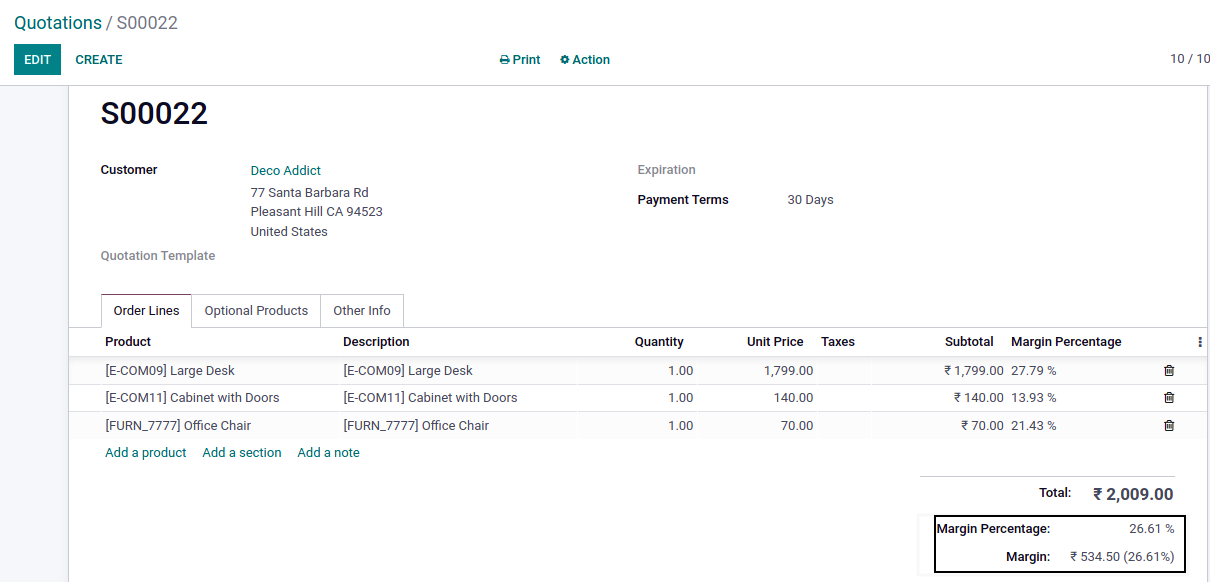 Quotations / S00022
EDIT CREATE Print Action 10 / 10
S00022
Customer Deco Addict Expiration
77 Santa Barbara Rd Payment Terms 30 Days
Pleasant Hill CA 94523
United States
Quotation Template
Order Lines Optional Products Other Info
Product Description Quantity Unit Price Taxes Subtotal Margin Percentage
[E-COM09] Large Desk [E-COM09] Large Desk 1.00 1,799.00 ₹ 1,799.00 27.79 %
[E-COM11] Cabinet with Doors [E-COM11] Cabinet with Doors 1.00 140.00 ₹ 140.00 13.93 %
[FURN_7777] Office Chair [FURN_7777] Office Chair 1.00 70.00 ₹ 70.00 21.43 %
Add a product Add a section Add a note
Total: ₹ 2,009.00
Margin Percentage: 26.61 %
Margin: ₹ 534.50 (26.61%)